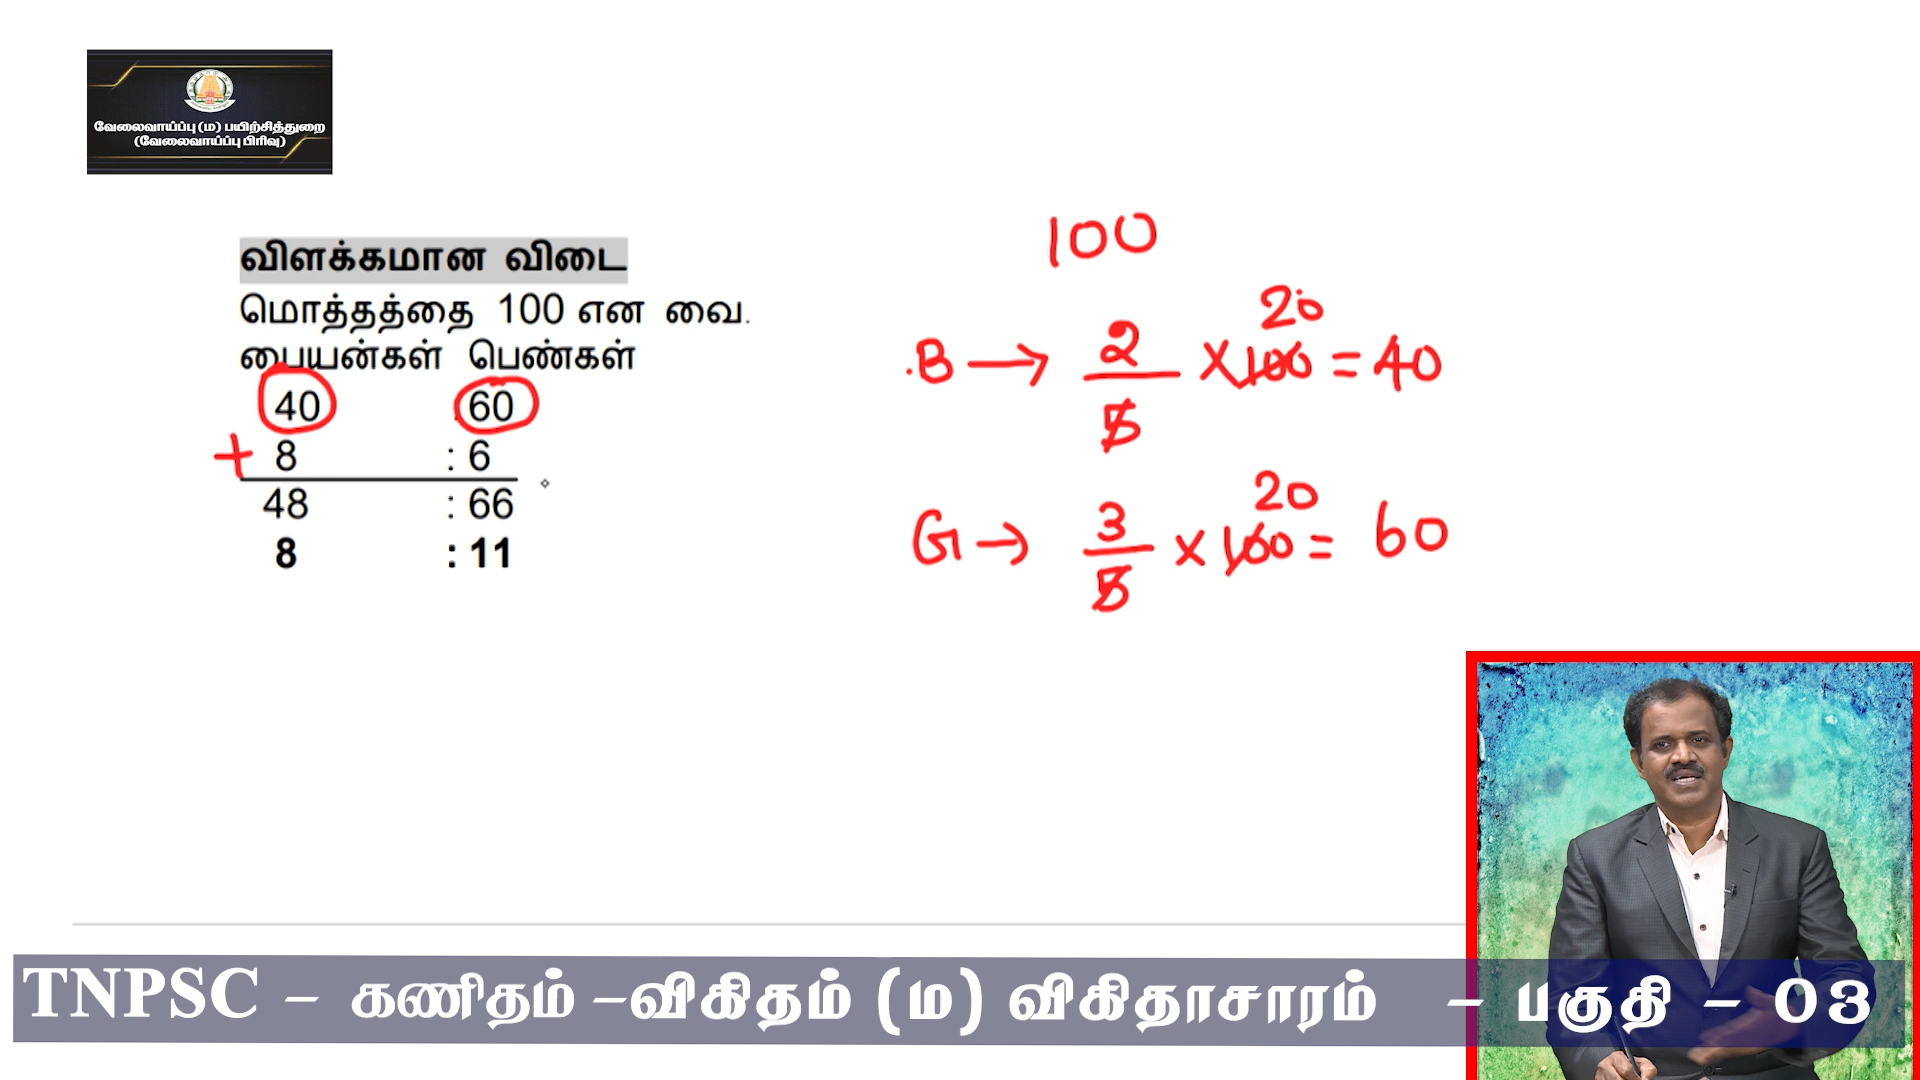 வேலைவாய்ப்பு (ம) பயிற்சித்துறை
(வேலைவாய்ப்பு பிரிவு)
விளக்கமான விடை
மொத்தத்தை 100 என வை.
பையன்கள் பெண்கள்
40 : 60
+ 8 : 6
48 : 66
8 : 11
100
20
B → 2/5 × 100 = 40
20
G → 3/5 × 100 = 60
TNPSC – கணிதம் –விகிதம் (ம) விகிதாசாரம் – பகுதி – 03